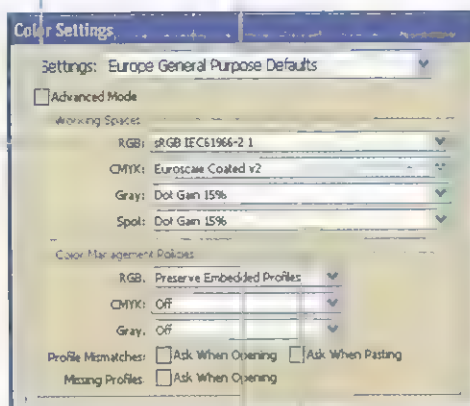 Color Settings
Settings: Europe General Purpose Defaults
Advanced Mode
Working Spaces
RGB: sRGB IEC61966-2 1
CMYK: Euroscale Coated v2
Gray: Dot Gain 15%
Spot: Dot Gain 15%
Color Management Policies
RGB: Preserve Embedded Profiles
CMYK: Off
Gray: Off
Profile Mismatches: Ask When Opening Ask When Pasting
Missing Profiles: Ask When Opening